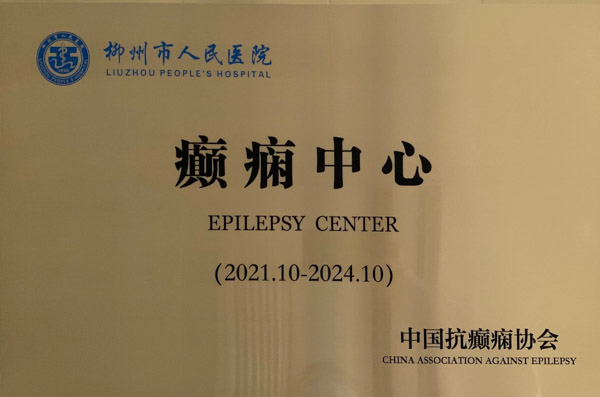 柳州市人民医院
LIUZHOU PEOPLE'S HOSPITAL
癫痫中心
EPILEPSY CENTER
(2021.10-2024.10)
中国抗癫痫协会
CHINA ASSOCIATION AGAINST EPILEPSY